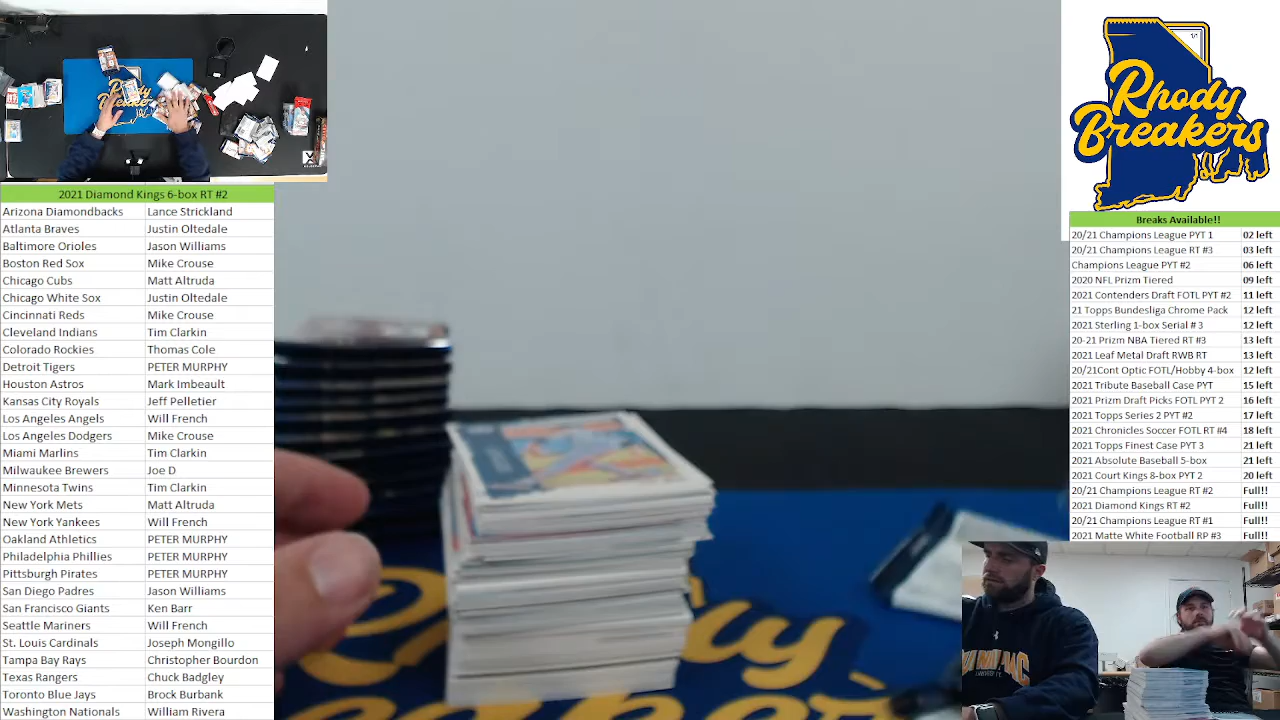 Rhody
Breakers
2021 Diamond Kings 6-box RT #2
Arizona Diamondbacks Lance Strickland
Atlanta Braves Justin Oltedale
Baltimore Orioles Jason Williams
Boston Red Sox Mike Crouse
Chicago Cubs Matt Altruda
Chicago White Sox Justin Oltedale
Cincinnati Reds Mike Crouse
Cleveland Indians Tim Clarkin
Colorado Rockies Thomas Cole
Detroit Tigers PETER MURPHY
Houston Astros Mark Imbeault
Kansas City Royals Jeff Pelletier
Los Angeles Angels Will French
Los Angeles Dodgers Mike Crouse
Miami Marlins Tim Clarkin
Milwaukee Brewers Joe D
Minnesota Twins Tim Clarkin
New York Mets Matt Altruda
New York Yankees Will French
Oakland Athletics PETER MURPHY
Philadelphia Phillies PETER MURPHY
Pittsburgh Pirates PETER MURPHY
San Diego Padres Jason Williams
San Francisco Giants Ken Barr
Seattle Mariners Will French
St. Louis Cardinals Joseph Mongillo
Tampa Bay Rays Christopher Bourdon
Texas Rangers Chuck Badgley
Toronto Blue Jays Brock Burbank
Washington Nationals William Rivera
Rhody
Breakers
Breaks Available!!
20/21 Champions League PYT 1 02 left
20/21 Champions League RT #3 03 left
Champions League PYT #2 06 left
2020 NFL Prizm Tiered 09 left
2021 Contenders Draft FOTL PYT #2 11 left
21 Topps Bundesliga Chrome Pack 12 left
2021 Sterling 1-box Serial # 3 12 left
20-21 Prizm NBA Tiered RT #3 13 left
2021 Leaf Metal Draft RWB RT 13 left
20/21Cont Optic FOTL/Hobby 4-box 12 left
2021 Tribute Baseball Case PYT 15 left
2021 Prizm Draft Picks FOTL PYT 2 16 left
2021 Topps Series 2 PYT #2 17 left
2021 Chronicles Soccer FOTL RT #4 18 left
2021 Topps Finest Case PYT 3 21 left
2021 Absolute Baseball 5-box 21 left
2021 Court Kings 8-box PYT 2 20 left
20/21 Champions League RT #2 Full!!
2021 Diamond Kings RT #2 Full!!
20/21 Champions League RT #1 Full!!
2021 Matte White Football RP #3 Full!!